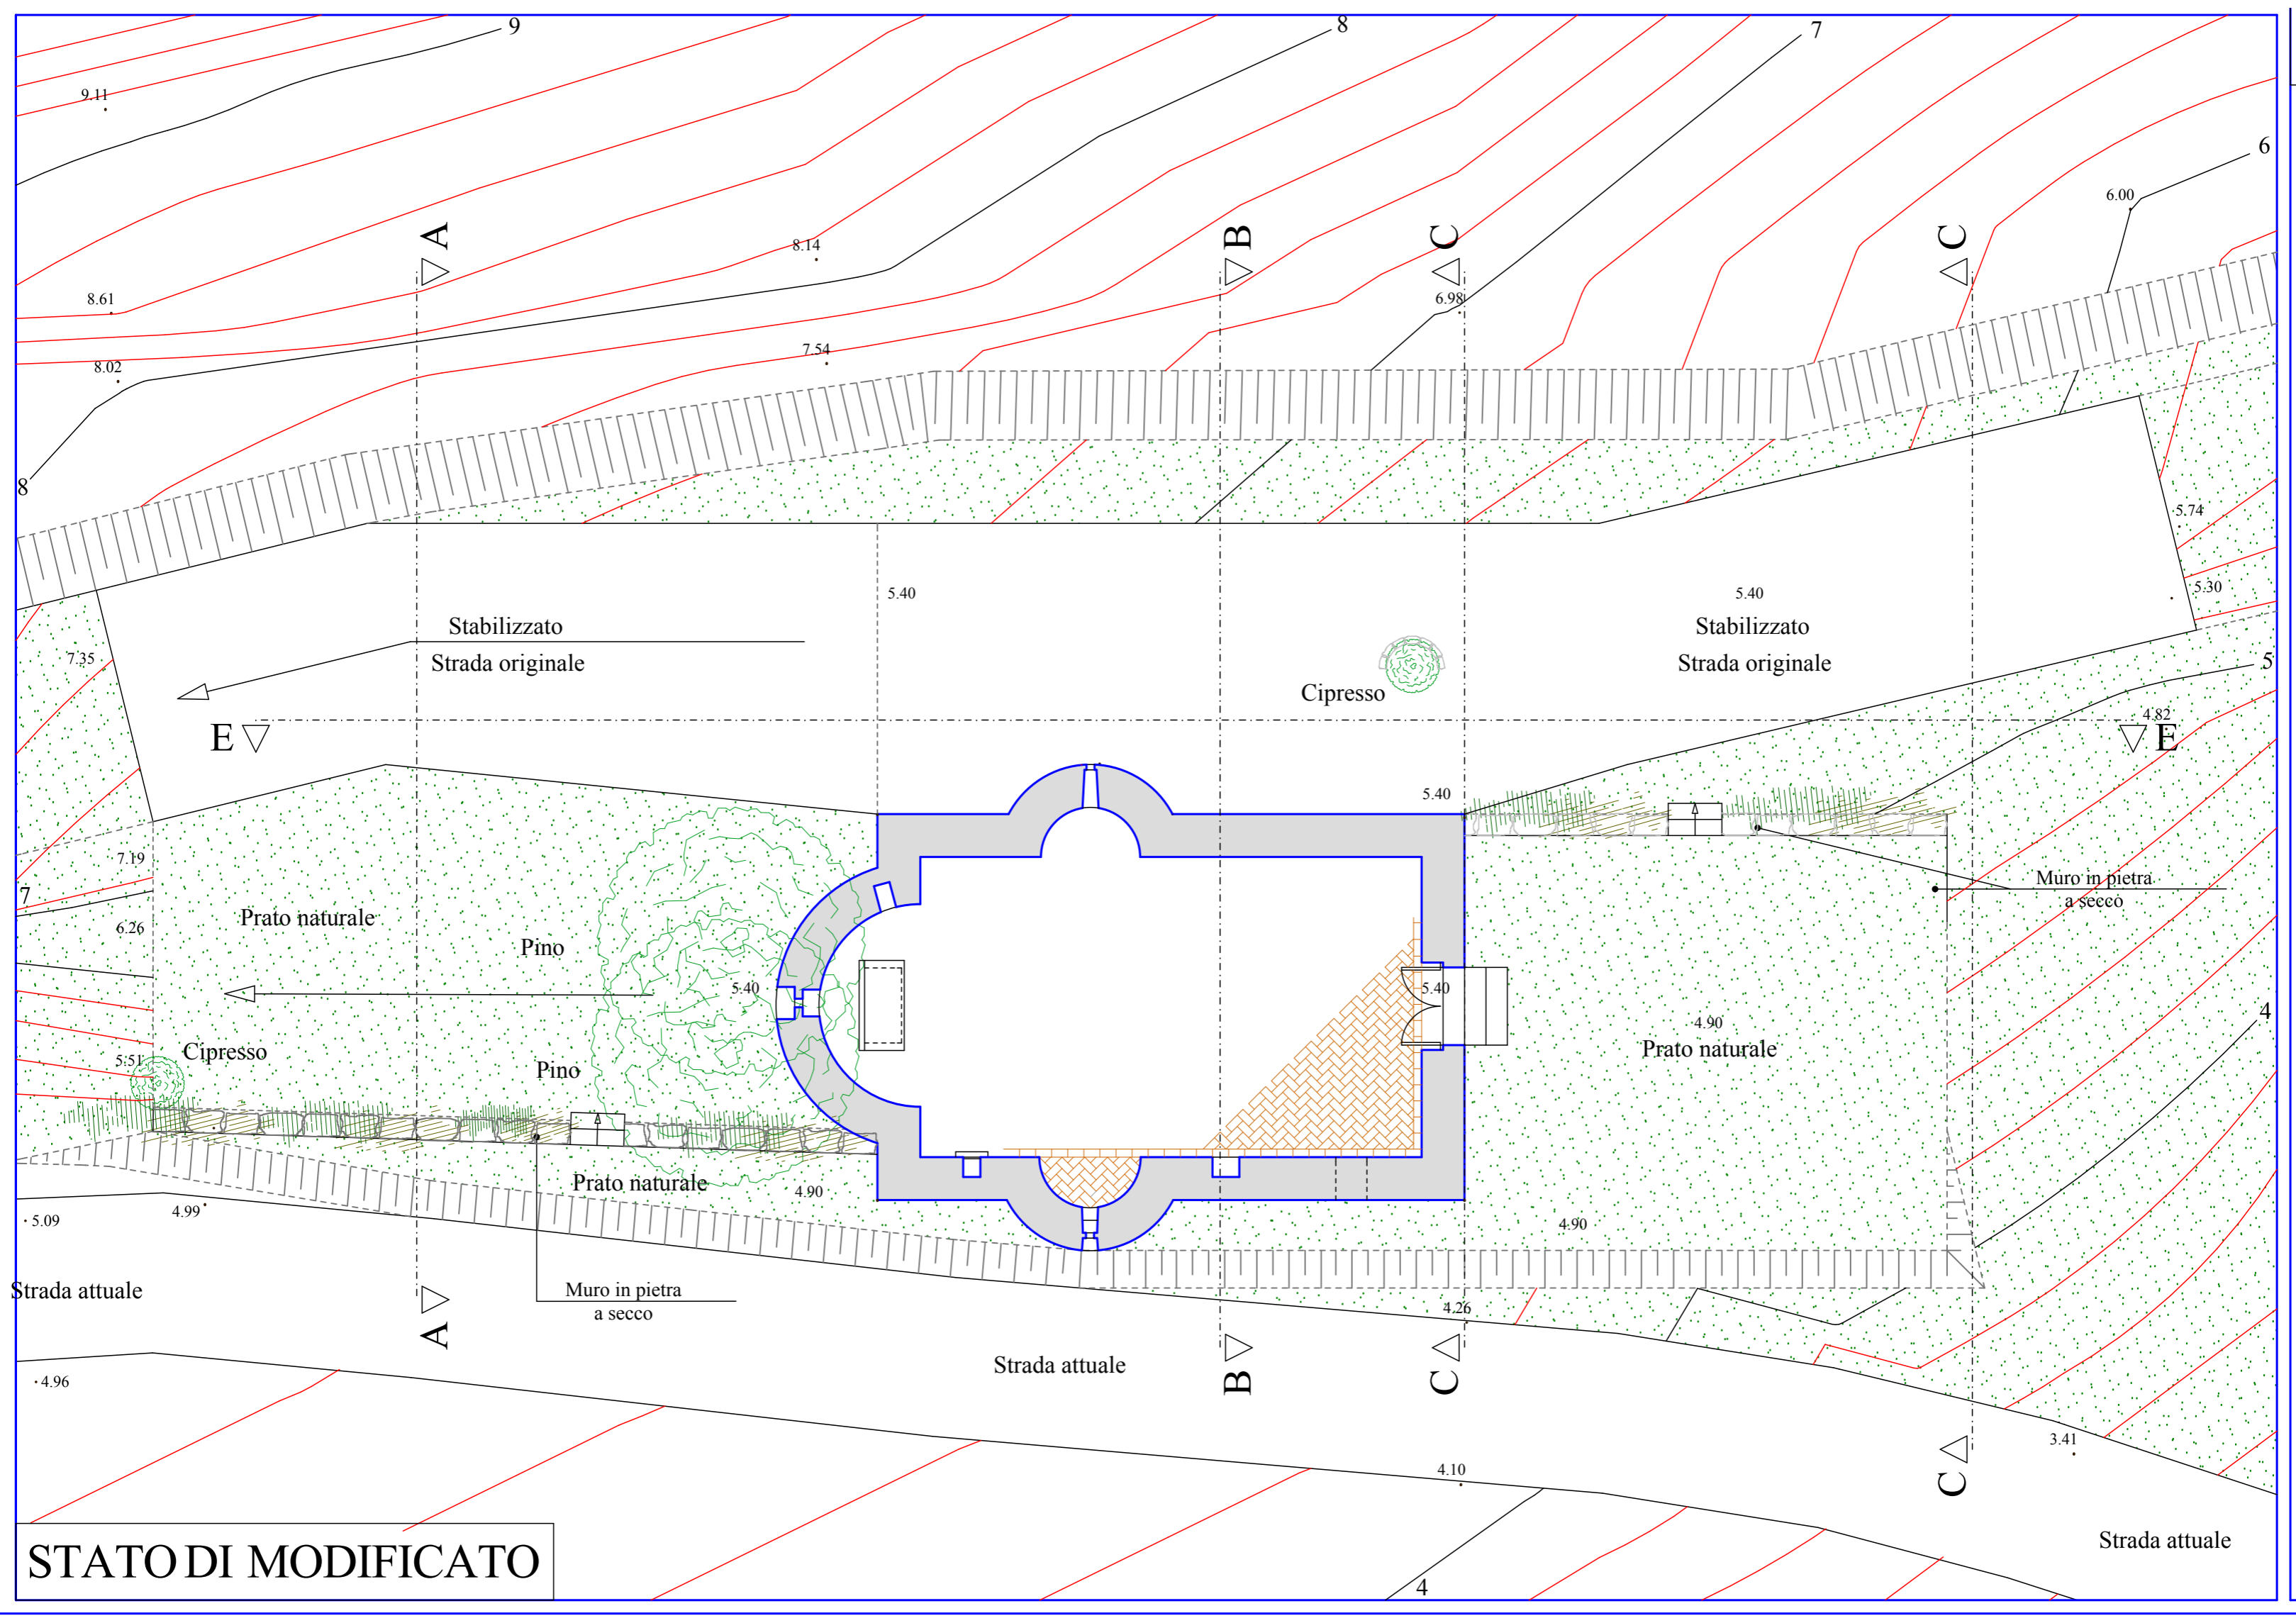 9
8
7
9.11
6
6.00
A
B
C
C
8.14
8.61
6.98
7.54
8.02
8
5.74
5.40
5.40
5.30
Stabilizzato
Strada originale
Stabilizzato
Strada originale
7.35
5
Cipresso
4.82
E
E
5.40
7.19
7
Muro in pietra
a secco
Prato naturale
6.26
Pino
5.40
5.40
4
4.90
Prato naturale
5.51
Cipresso
Pino
Prato naturale
4.90
4.99
5.09
4.90
Strada attuale
Muro in pietra
a secco
4.26
A
B
C
Strada attuale
4.96
3.41
4.10
C
STATO DI MODIFICATO
Strada attuale
4